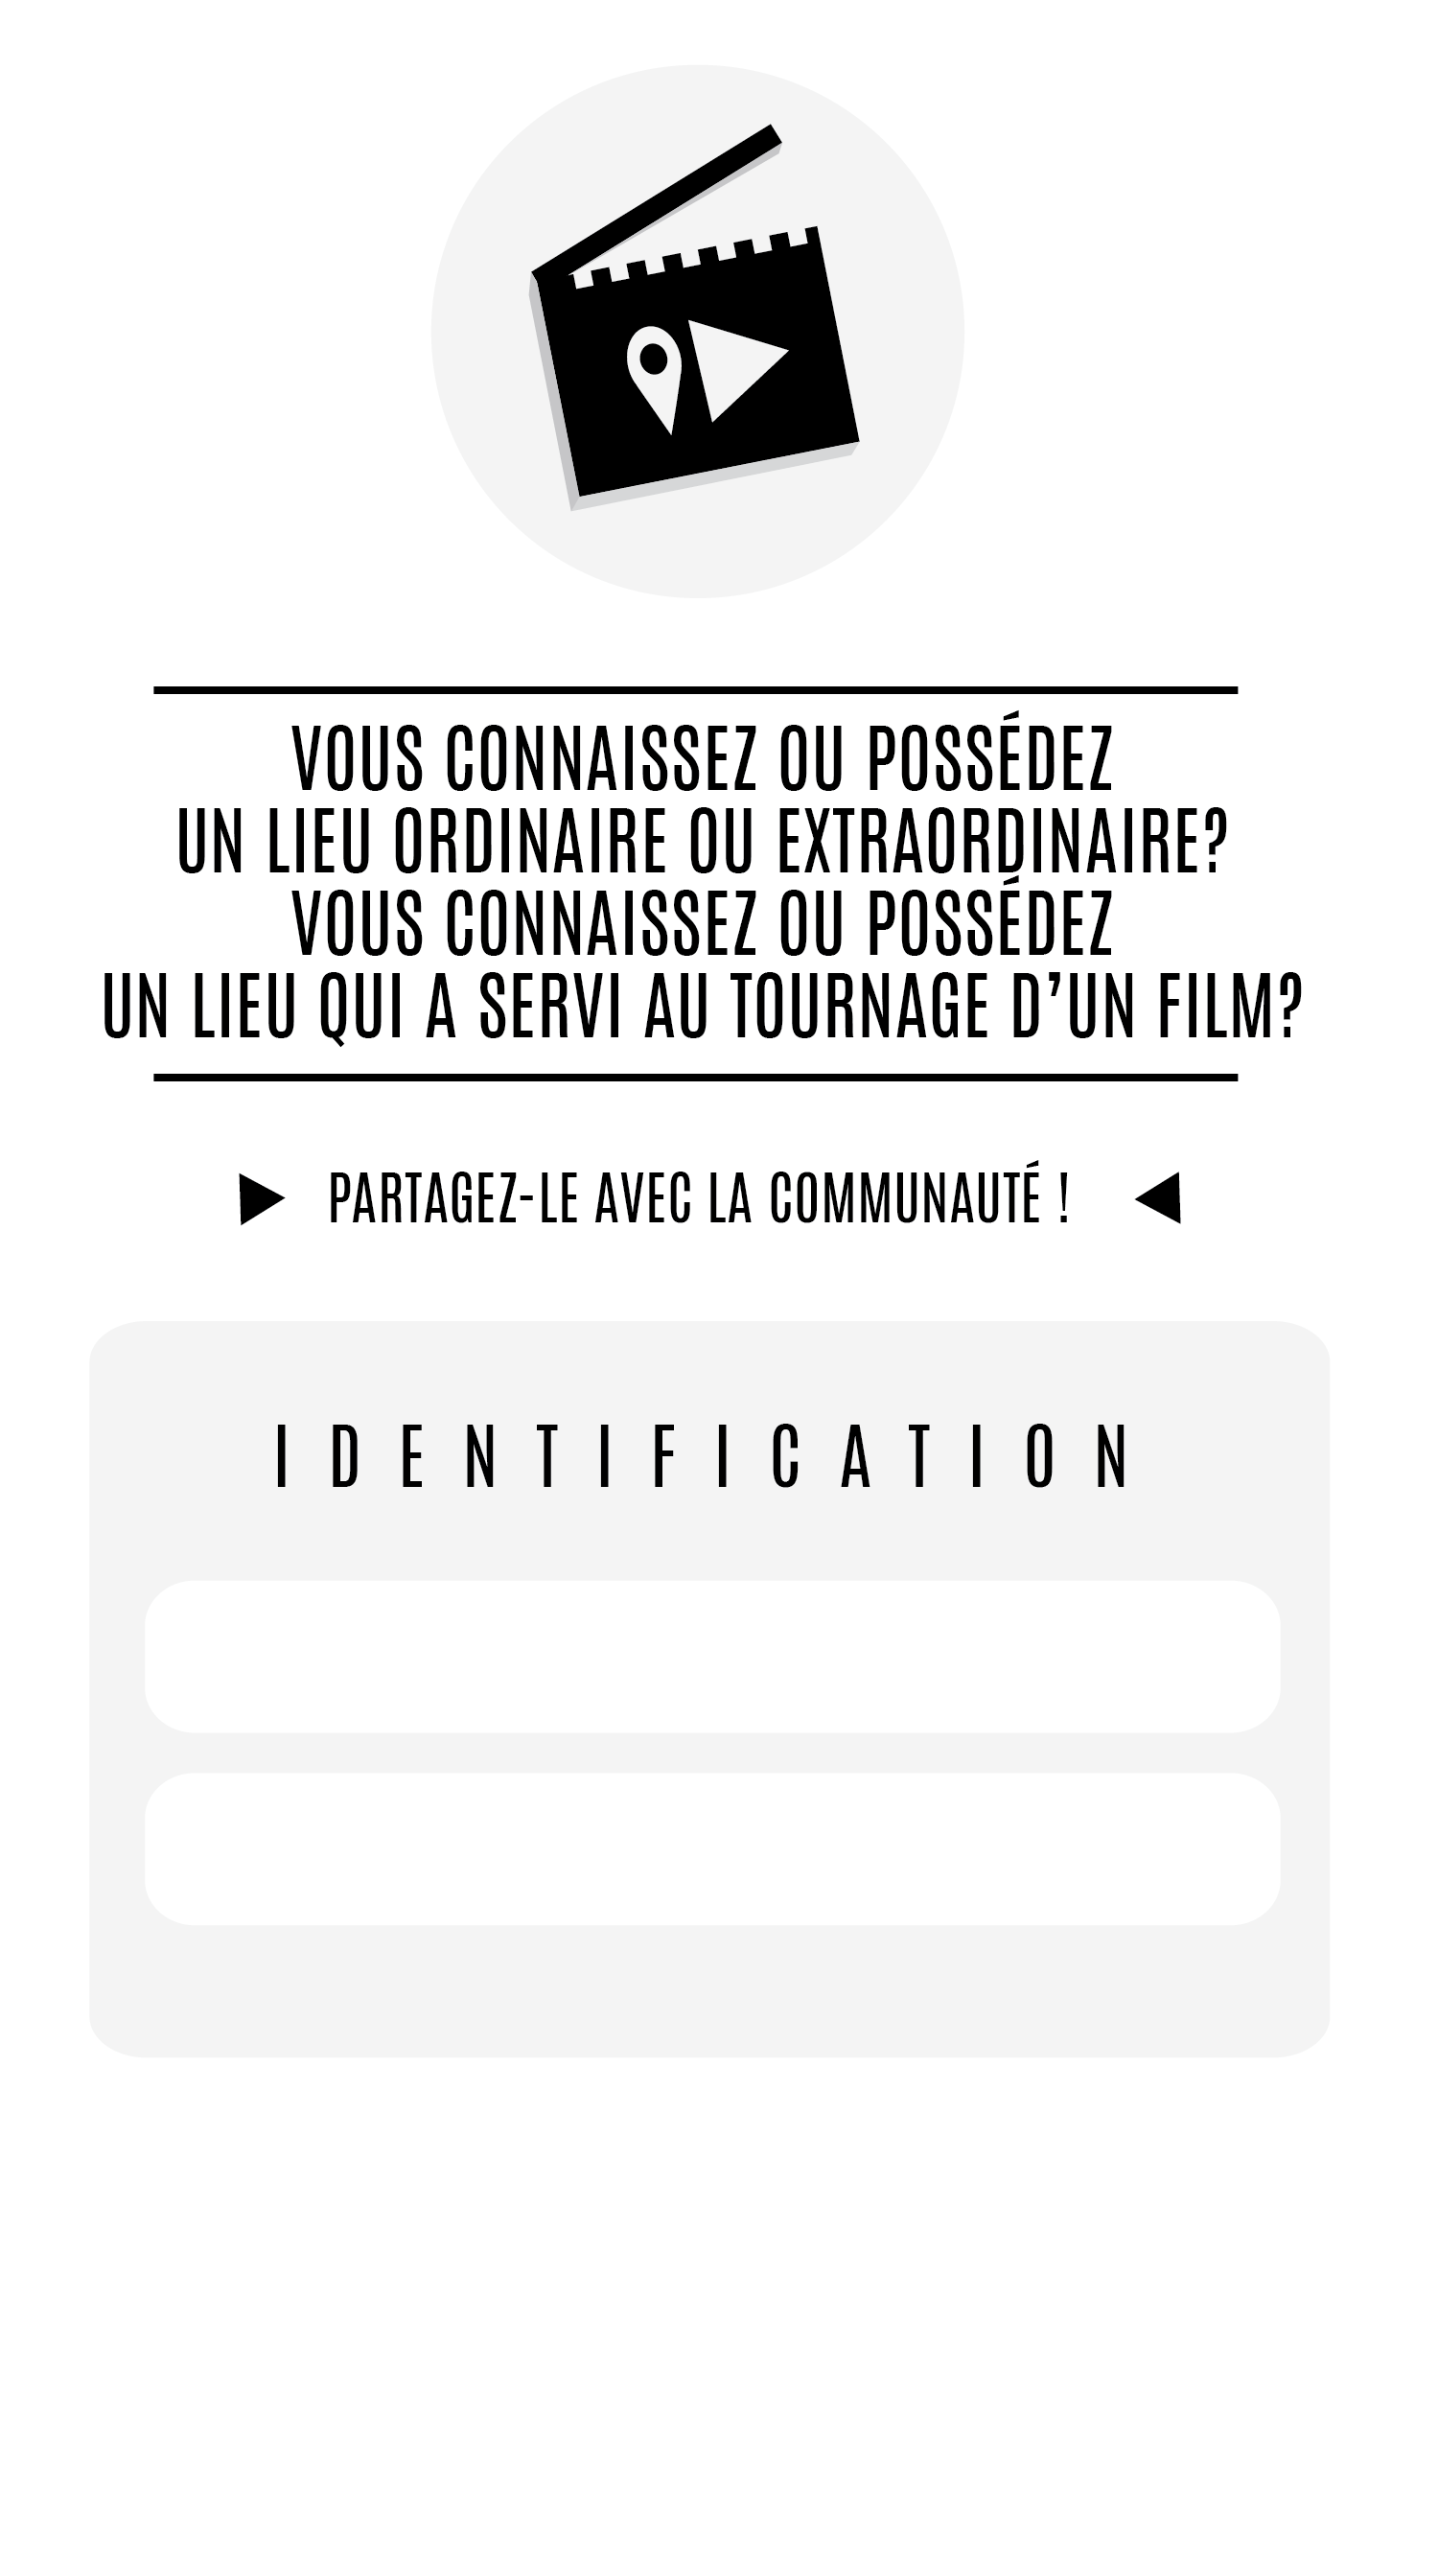 VOUS CONNAISSEZ OU POSSÉDEZ
UN LIEU ORDINAIRE OU EXTRAORDINAIRE?
VOUS CONNAISSEZ OU POSSÉDEZ
UN LIEU QUI A SERVI AU TOURNAGE D’UN FILM?
PARTAGEZ-LE AVEC LA COMMUNAUTÉ !
IDENTIFICATION